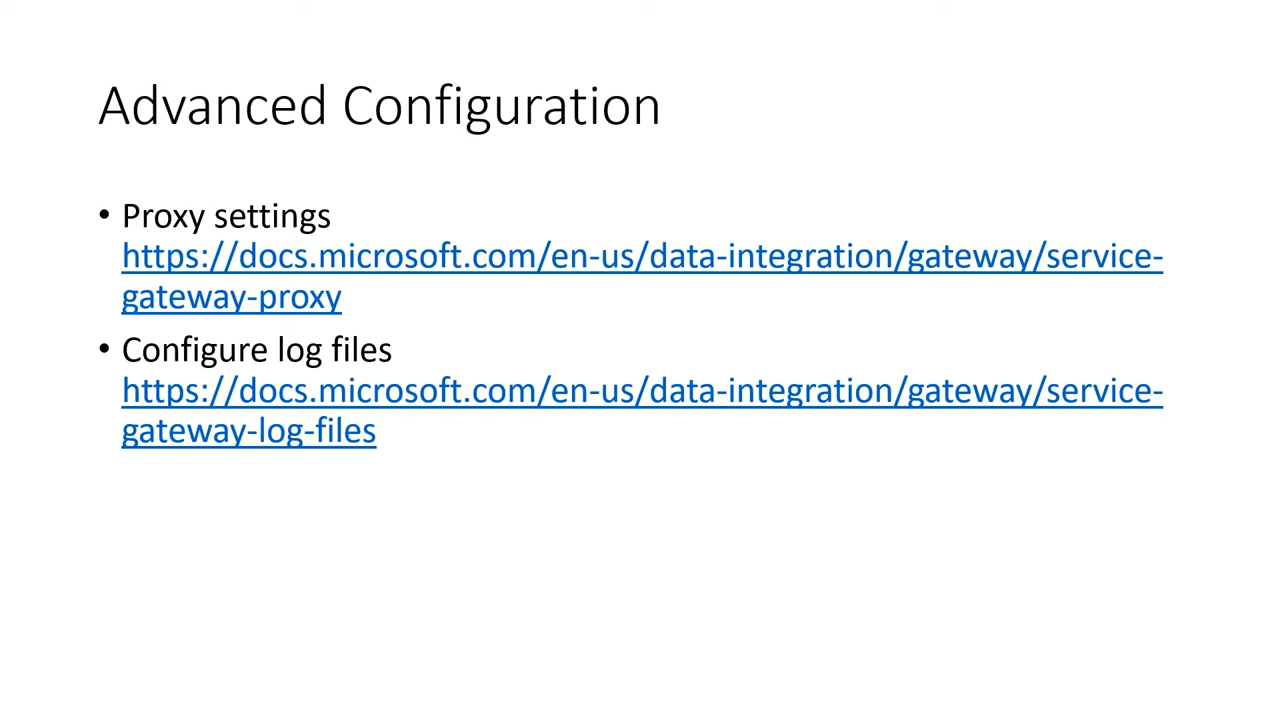 Advanced Configuration
• Proxy settings
https://docs.microsoft.com/en-us/data-integration/gateway/service-
gateway-proxy
• Configure log files
https://docs.microsoft.com/en-us/data-integration/gateway/service-
gateway-log-files